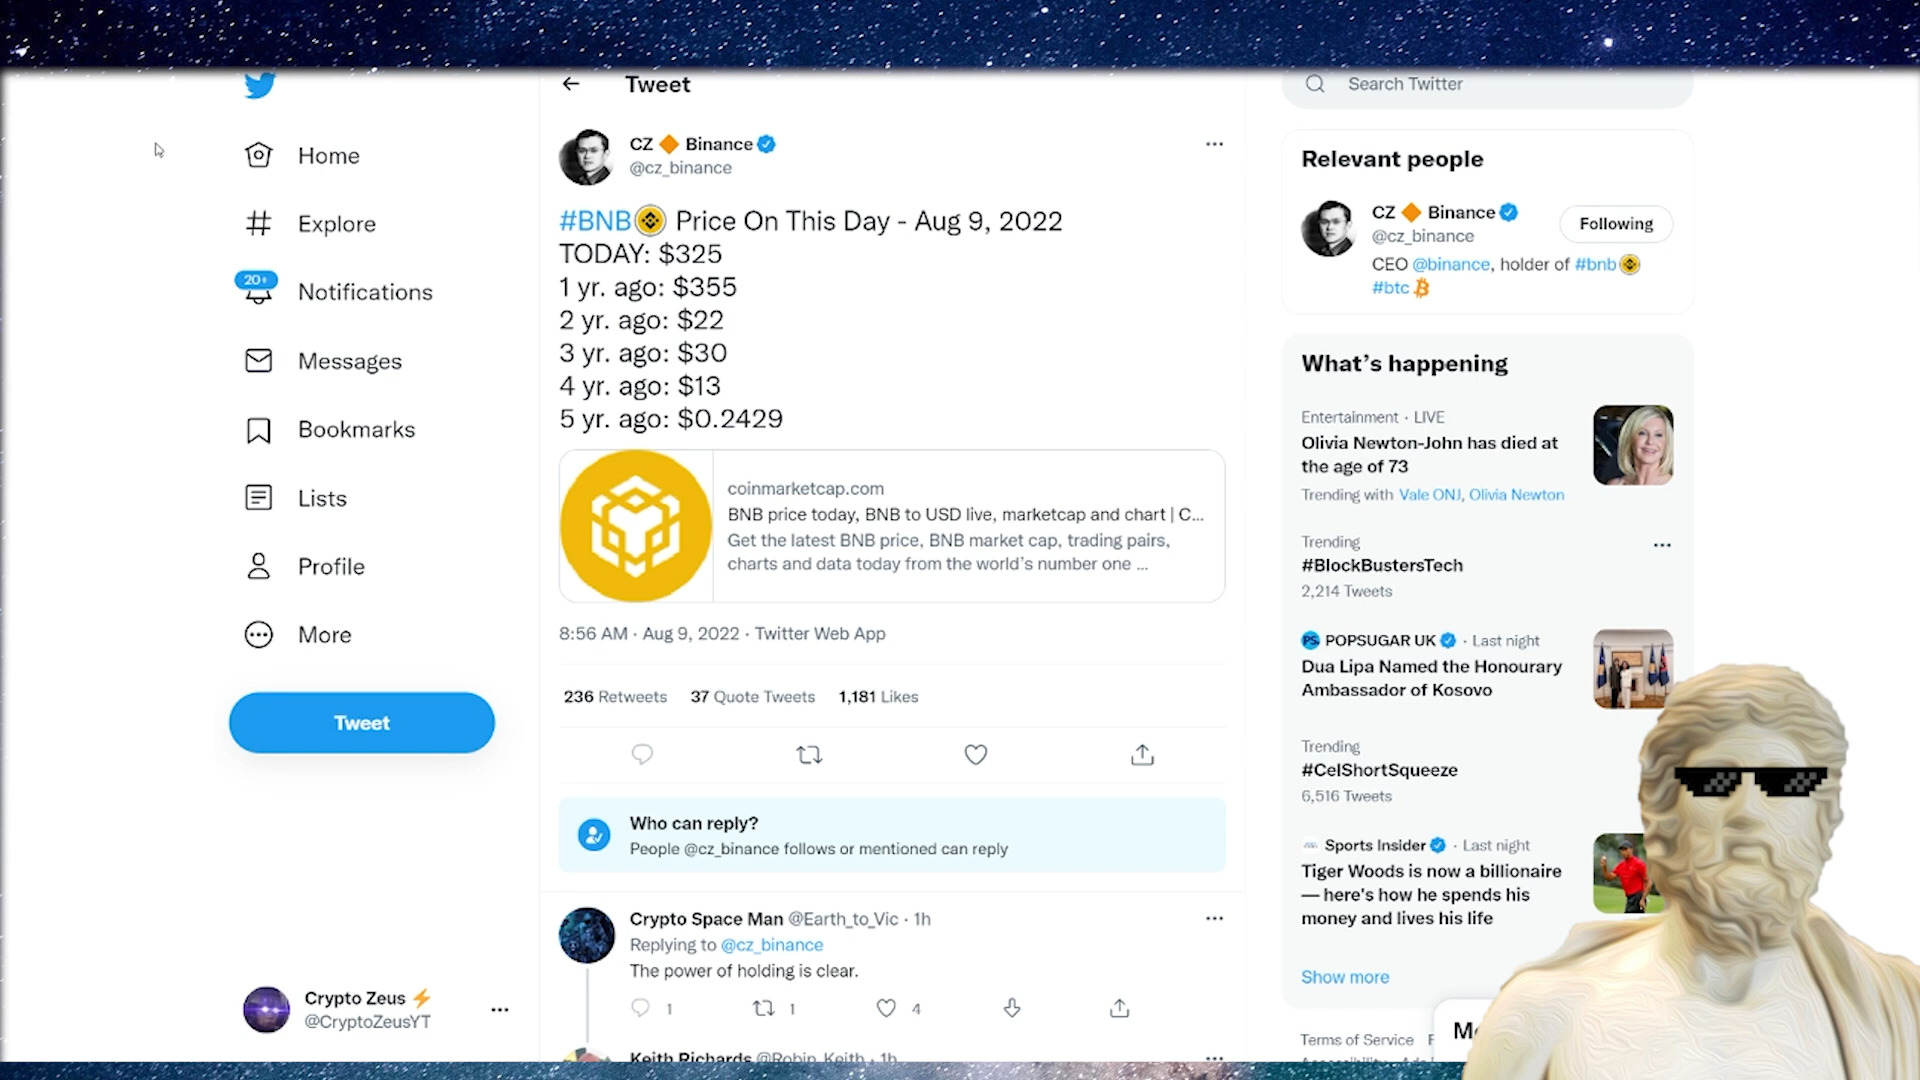 Home
Explore
20+
Notifications
Messages
Bookmarks
Lists
Profile
More
Tweet
Crypto Zeus
@CryptoZeusYT
Tweet
CZ Binance
@cz_binance
#BNB Price On This Day - Aug 9, 2022
TODAY: $325
1 yr. ago: $355
2 yr. ago: $22
3 yr. ago: $30
4 yr. ago: $13
5 yr. ago: $0.2429
coinmarketcap.com
BNB price today, BNB to USD live, marketcap and chart | C...
Get the latest BNB price, BNB market cap, trading pairs,
charts and data today from the world's number one ...
8:56 AM · Aug 9, 2022 · Twitter Web App
236 Retweets 37 Quote Tweets 1,181 Likes
Who can reply?
People @cz_binance follows or mentioned can reply
Crypto Space Man @Earth_to_Vic · 1h
Replying to @cz_binance
The power of holding is clear.
1 1 4
Keith Richards @Robin_Keith · 1h
Search Twitter
Relevant people
CZ Binance
@cz_binance
Following
CEO @binance, holder of #bnb
#btc
What's happening
Entertainment · LIVE
Olivia Newton-John has died at
the age of 73
Trending with Vale ONJ, Olivia Newton
Trending
#BlockBustersTech
2,214 Tweets
PS POPSUGAR UK · Last night
Dua Lipa Named the Honourary
Ambassador of Kosovo
Trending
#CelShortSqueeze
6,516 Tweets
Sports Insider · Last night
Tiger Woods is now a billionaire
— here's how he spends his
money and lives his life
Show more
Terms of Service